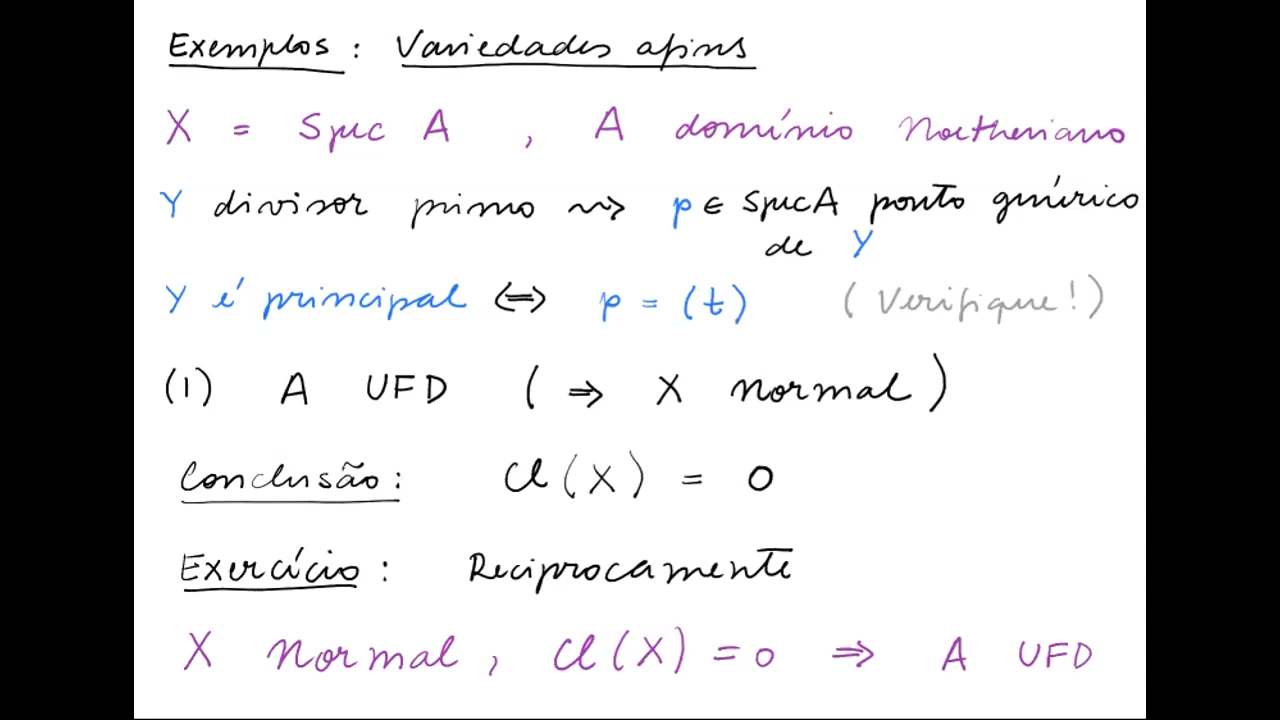 Exemplos: Variedades afins
X = Spec A , A domínio Noetheriano
Y divisor primo ⇝ p ∈ Spec A ponto genérico
de Y
Y é principal ⇔ p = (t) (Verifique!)
(1) A UFD (⇒ X normal)
Conclusão: Cl(X) = 0
Exercício: Reciprocamente
X Normal, Cl(X) = 0 ⇒ A UFD